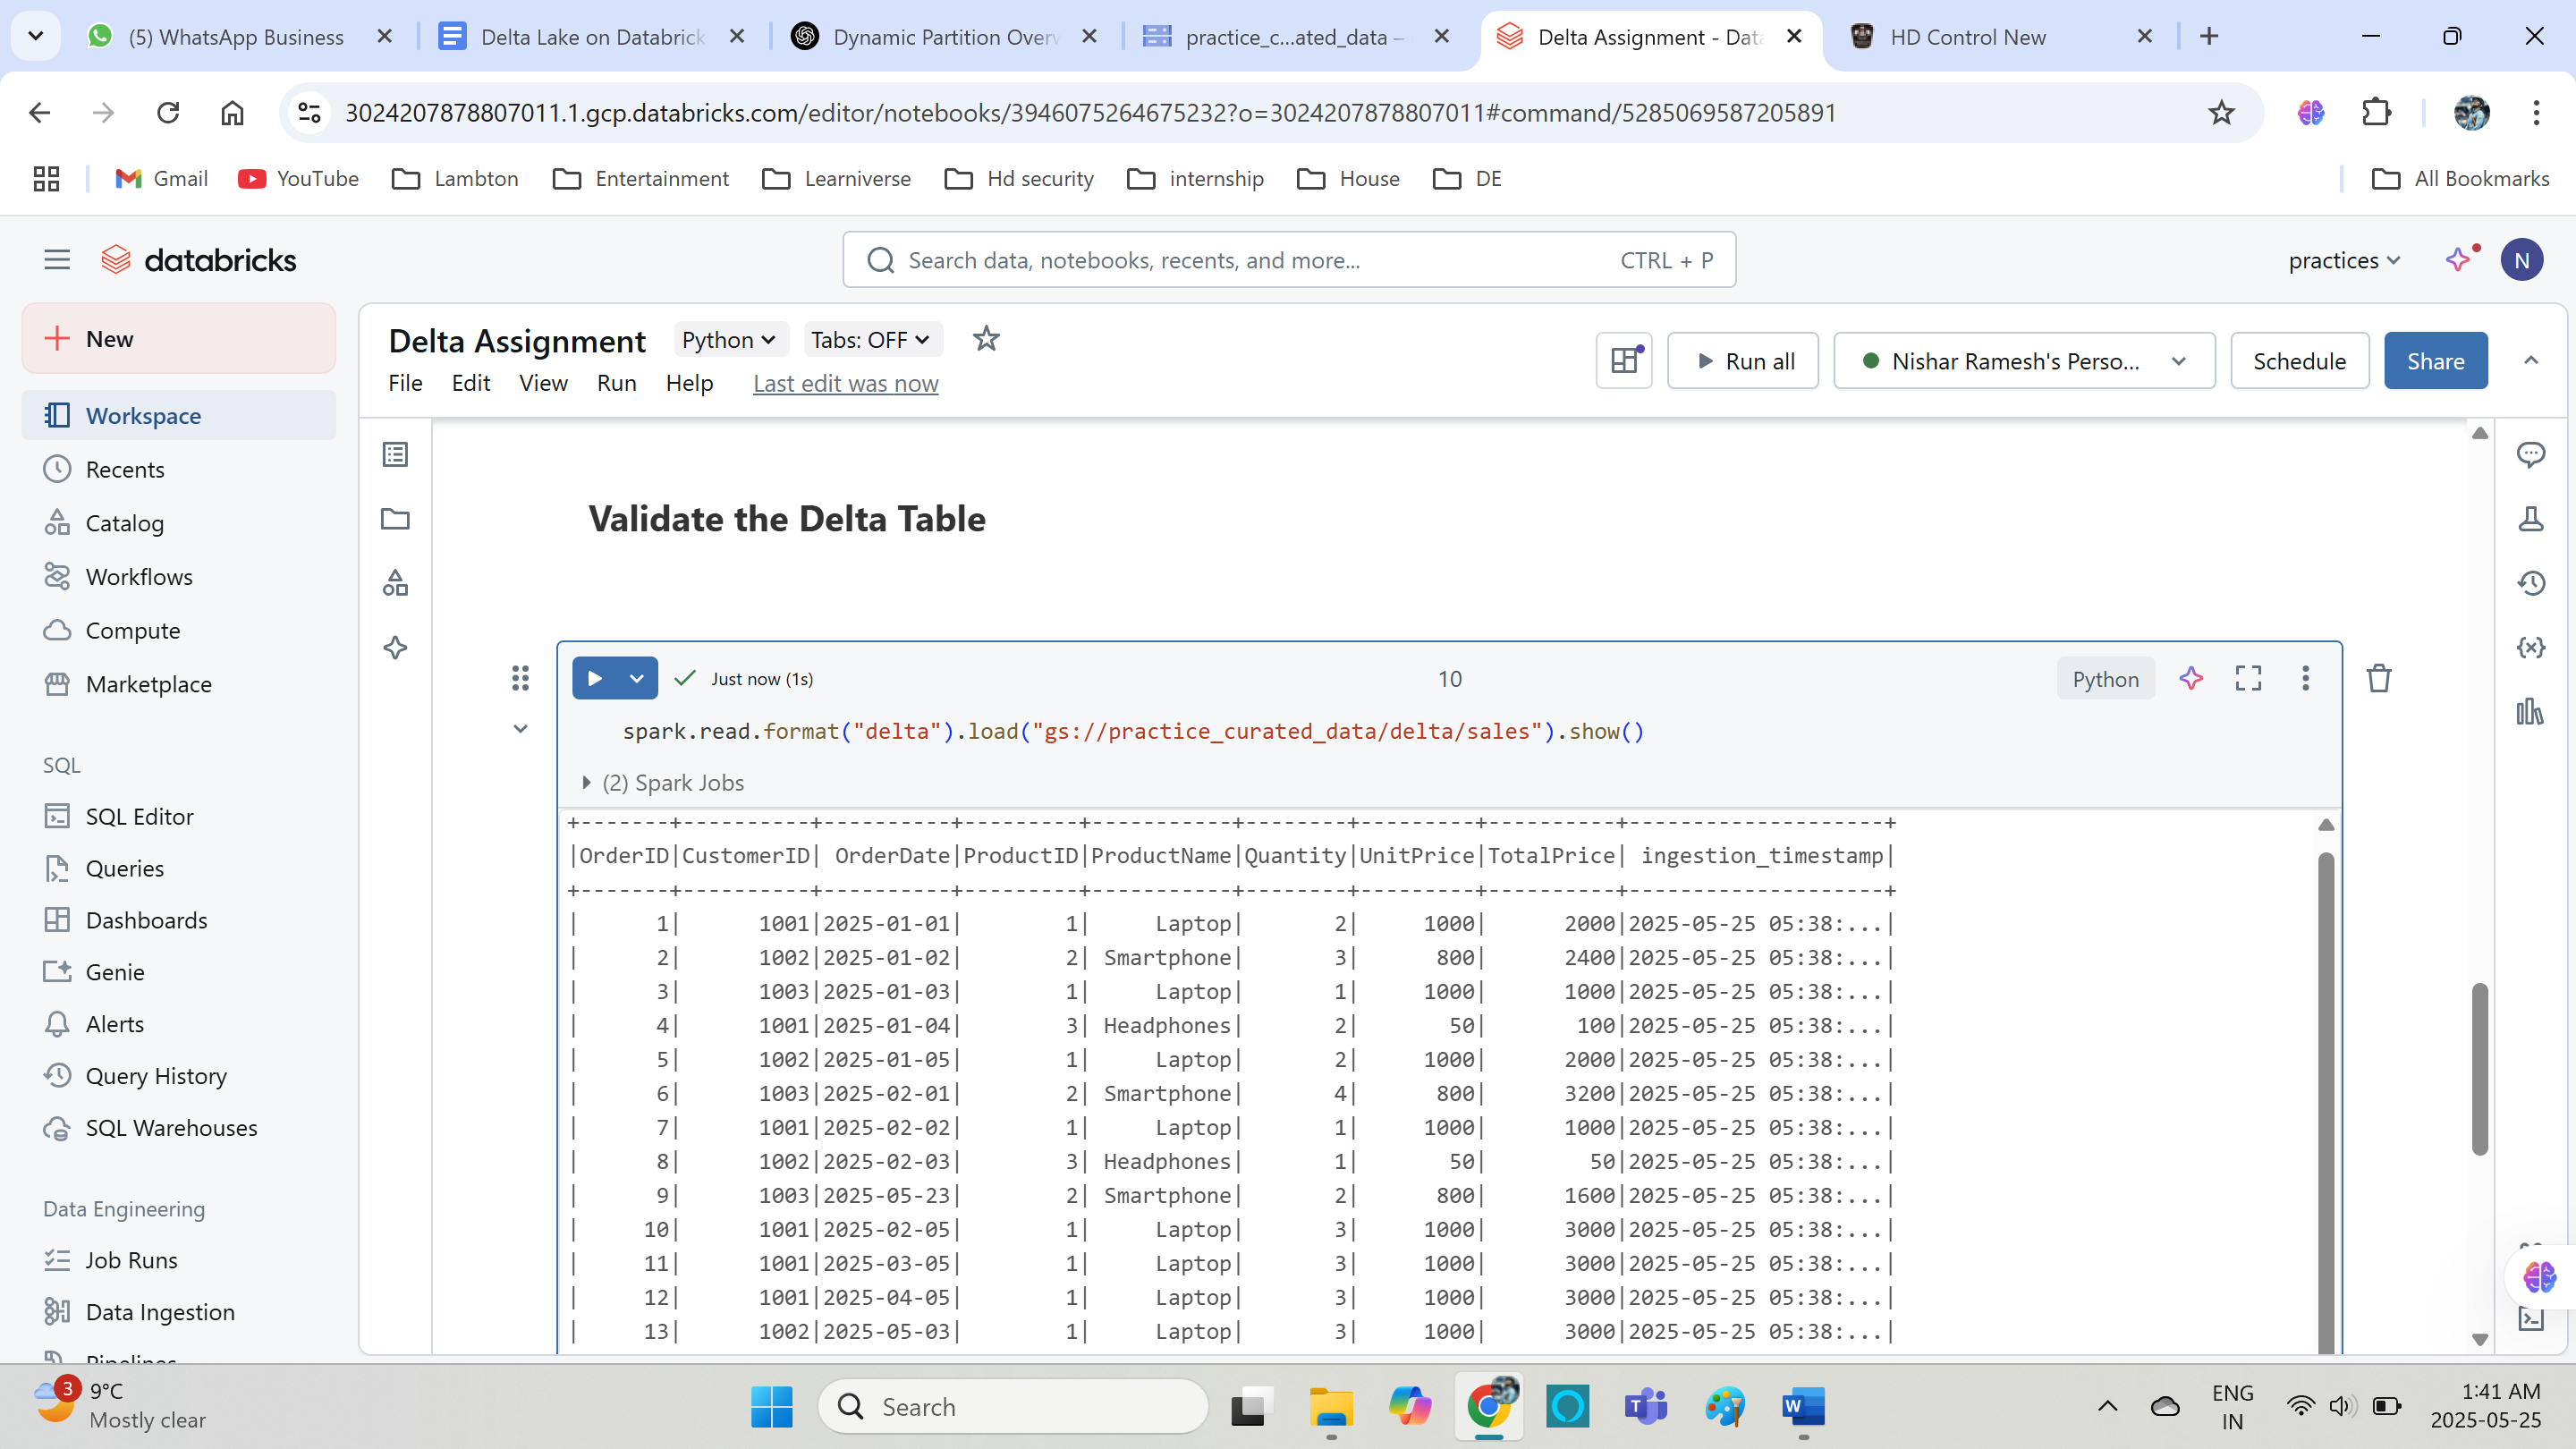 (5) WhatsApp Business
Delta Lake on Databrick
Dynamic Partition Overv
practice_c...ated_data –
Delta Assignment - Data
HD Control New
3024207878807011.1.gcp.databricks.com/editor/notebooks/3946075264675232?o=3024207878807011#command/5285069587205891
Gmail
YouTube
Lambton
Entertainment
Learniverse
Hd security
internship
House
DE
All Bookmarks
databricks
Search data, notebooks, recents, and more...
CTRL + P
practices
N
New
Workspace
Recents
Catalog
Workflows
Compute
Marketplace
SQL
SQL Editor
Queries
Dashboards
Genie
Alerts
Query History
SQL Warehouses
Data Engineering
Job Runs
Data Ingestion
Pipelines
Delta Assignment
Python
Tabs: OFF
File
Edit
View
Run
Help
Last edit was now
Run all
Nishar Ramesh's Perso...
Schedule
Share
Validate the Delta Table
Just now (1s)
10
Python
spark.read.format("delta").load("gs://practice_curated_data/delta/sales").show()
(2) Spark Jobs
+-------+----------+----------+---------+-----------+--------+---------+----------+--------------------+
|OrderID|CustomerID| OrderDate|ProductID|ProductName|Quantity|UnitPrice|TotalPrice| ingestion_timestamp|
+-------+----------+----------+---------+-----------+--------+---------+----------+--------------------+
|      1|      1001|2025-01-01|        1|     Laptop|       2|     1000|      2000|2025-05-25 05:38:...|
|      2|      1002|2025-01-02|        2| Smartphone|       3|      800|      2400|2025-05-25 05:38:...|
|      3|      1003|2025-01-03|        1|     Laptop|       1|     1000|      1000|2025-05-25 05:38:...|
|      4|      1001|2025-01-04|        3| Headphones|       2|       50|       100|2025-05-25 05:38:...|
|      5|      1002|2025-01-05|        1|     Laptop|       2|     1000|      2000|2025-05-25 05:38:...|
|      6|      1003|2025-02-01|        2| Smartphone|       4|      800|      3200|2025-05-25 05:38:...|
|      7|      1001|2025-02-02|        1|     Laptop|       1|     1000|      1000|2025-05-25 05:38:...|
|      8|      1002|2025-02-03|        3| Headphones|       1|       50|        50|2025-05-25 05:38:...|
|      9|      1003|2025-05-23|        2| Smartphone|       2|      800|      1600|2025-05-25 05:38:...|
|     10|      1001|2025-02-05|        1|     Laptop|       3|     1000|      3000|2025-05-25 05:38:...|
|     11|      1001|2025-03-05|        1|     Laptop|       3|     1000|      3000|2025-05-25 05:38:...|
|     12|      1001|2025-04-05|        1|     Laptop|       3|     1000|      3000|2025-05-25 05:38:...|
|     13|      1002|2025-05-03|        1|     Laptop|       3|     1000|      3000|2025-05-25 05:38:...|
3
9°C
Mostly clear
Search
ENG
IN
1:41 AM
2025-05-25